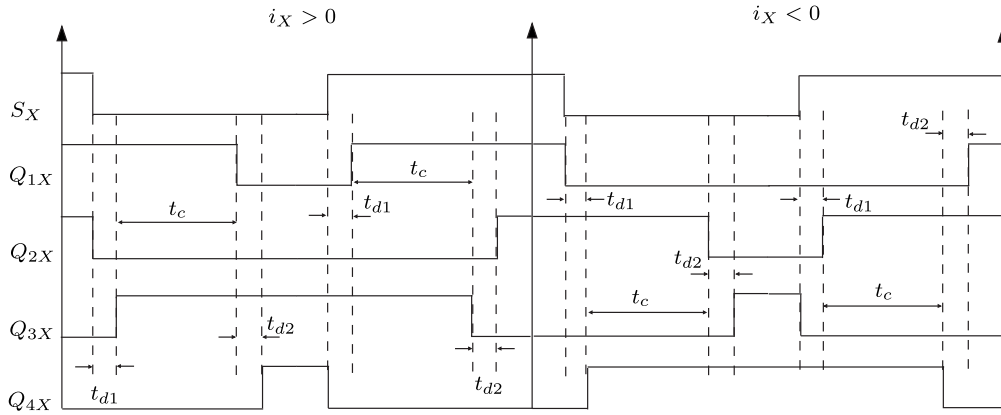 i_X > 0
i_X < 0
S_X
t_{d2}
Q_{1X}
t_c
t_c
t_{d1}
t_{d1}
t_{d1}
Q_{2X}
t_{d2}
t_c
t_c
Q_{3X}
t_{d2}
t_{d1}
t_{d2}
Q_{4X}